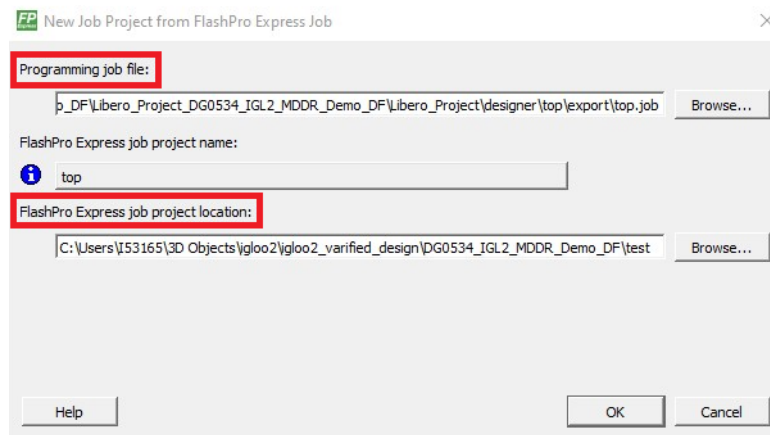 FP
New Job Project from FlashPro Express Job
Programming job file:
o_DF\Libero_Project_DG0534_IGL2_MDDR_Demo_DF\Libero_Project\designer\top\export\top.job Browse...
FlashPro Express job project name:
top
FlashPro Express job project location:
C:\Users\I53165\3D Objects\igloo2\igloo2_varified_design\DG0534_IGL2_MDDR_Demo_DF\test Browse...
Help OK Cancel